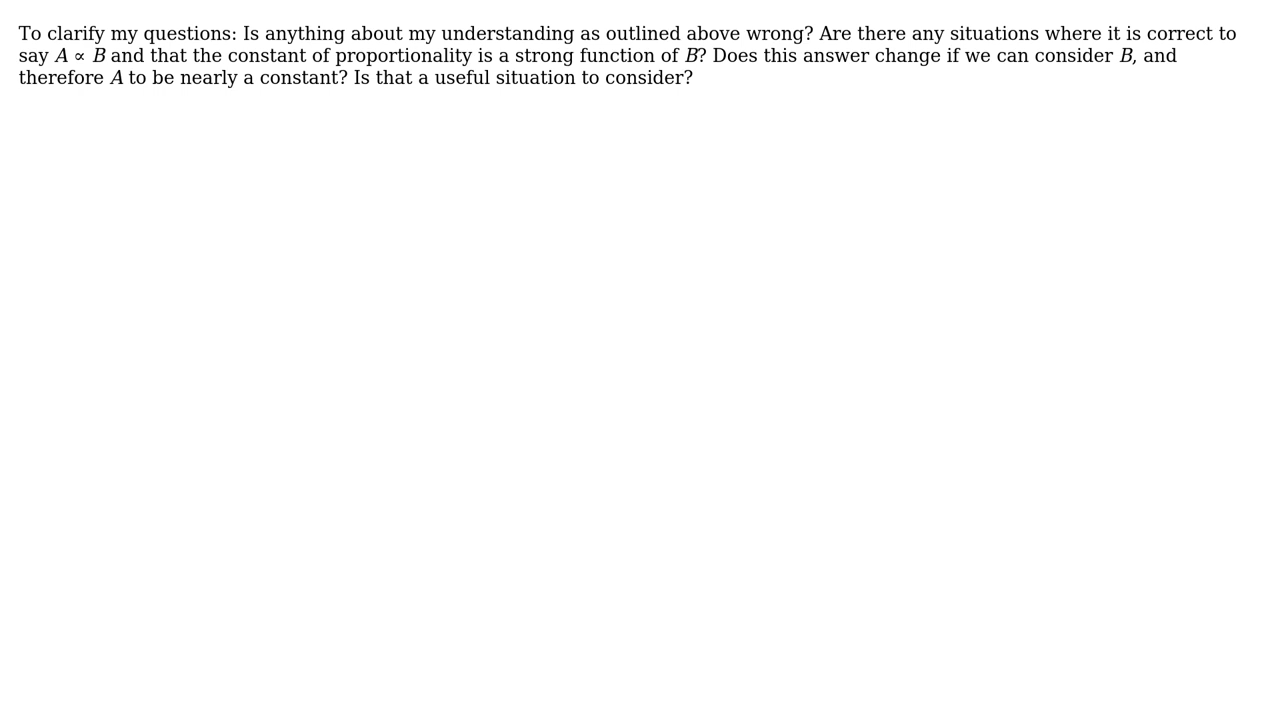 To clarify my questions: Is anything about my understanding as outlined above wrong? Are there any situations where it is correct to
say A ∝ B and that the constant of proportionality is a strong function of B? Does this answer change if we can consider B, and
therefore A to be nearly a constant? Is that a useful situation to consider?